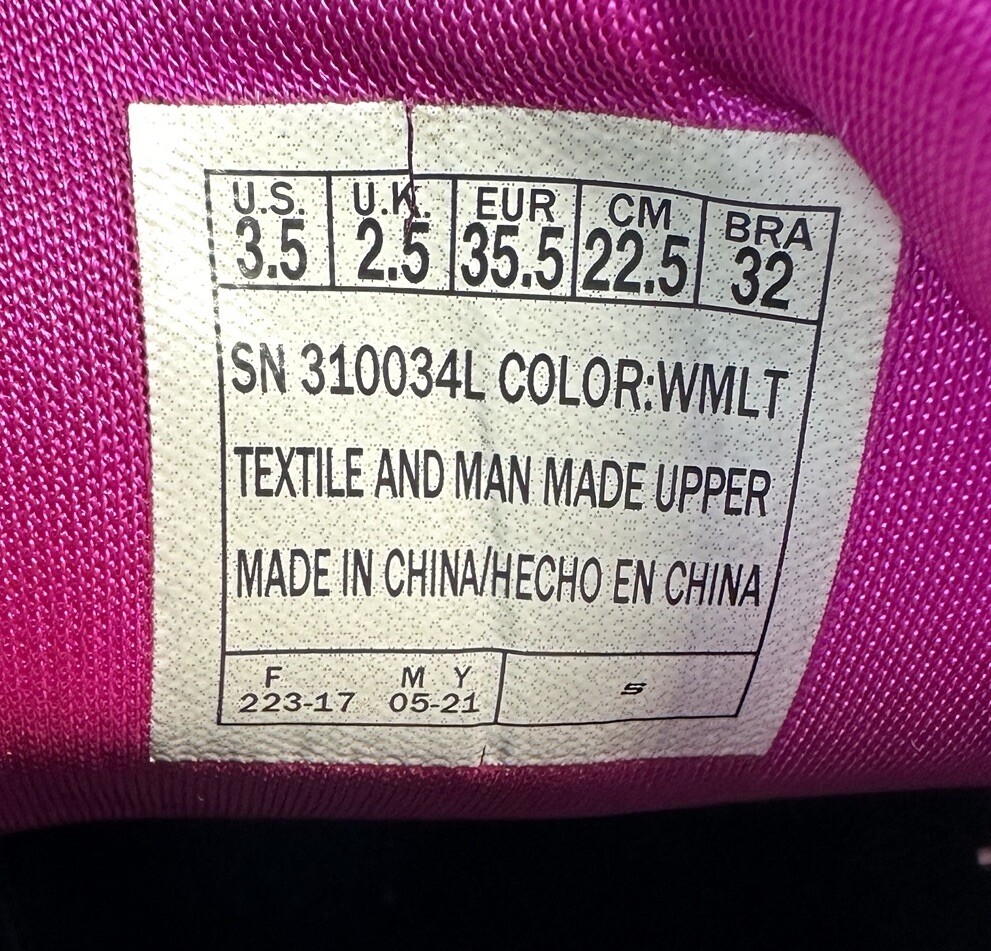 U.S. U.K. EUR CM BRA
3.5 2.5 35.5 22.5 32
SN 310034L COLOR:WMLT
TEXTILE AND MAN MADE UPPER
MADE IN CHINA/HECHO EN CHINA
F M Y
223-17 05-21 S